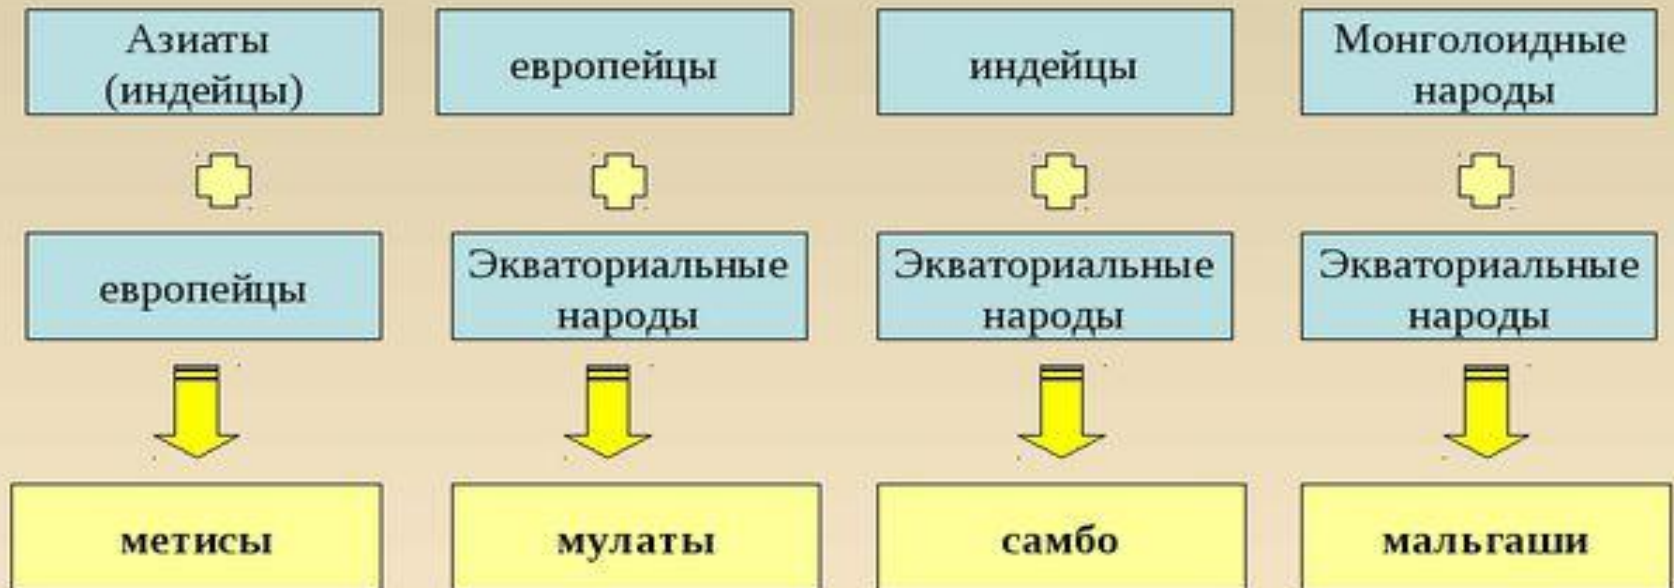 Азиаты
(индейцы)
европейцы
индейцы
Монголоидные
народы
европейцы
Экваториальные
народы
Экваториальные
народы
Экваториальные
народы
метисы
мулаты
самбо
мальгаши